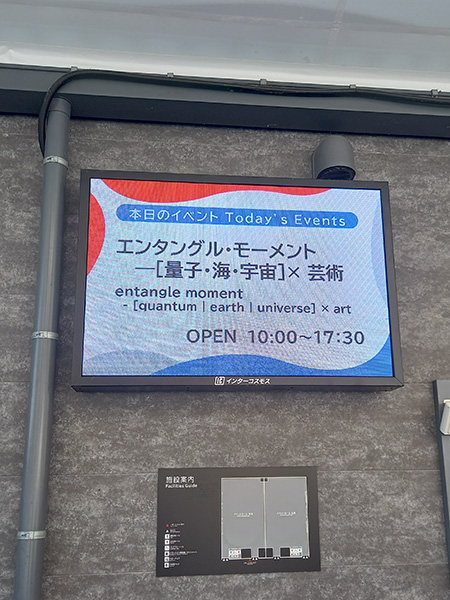 本日のイベント Today's Events
エンタングル・モーメント
―[量子・海・宇宙]× 芸術
entangle moment
- [quantum | earth | universe] × art
OPEN 10:00～17:30
インターコスモス
施設案内
Facilities Guide